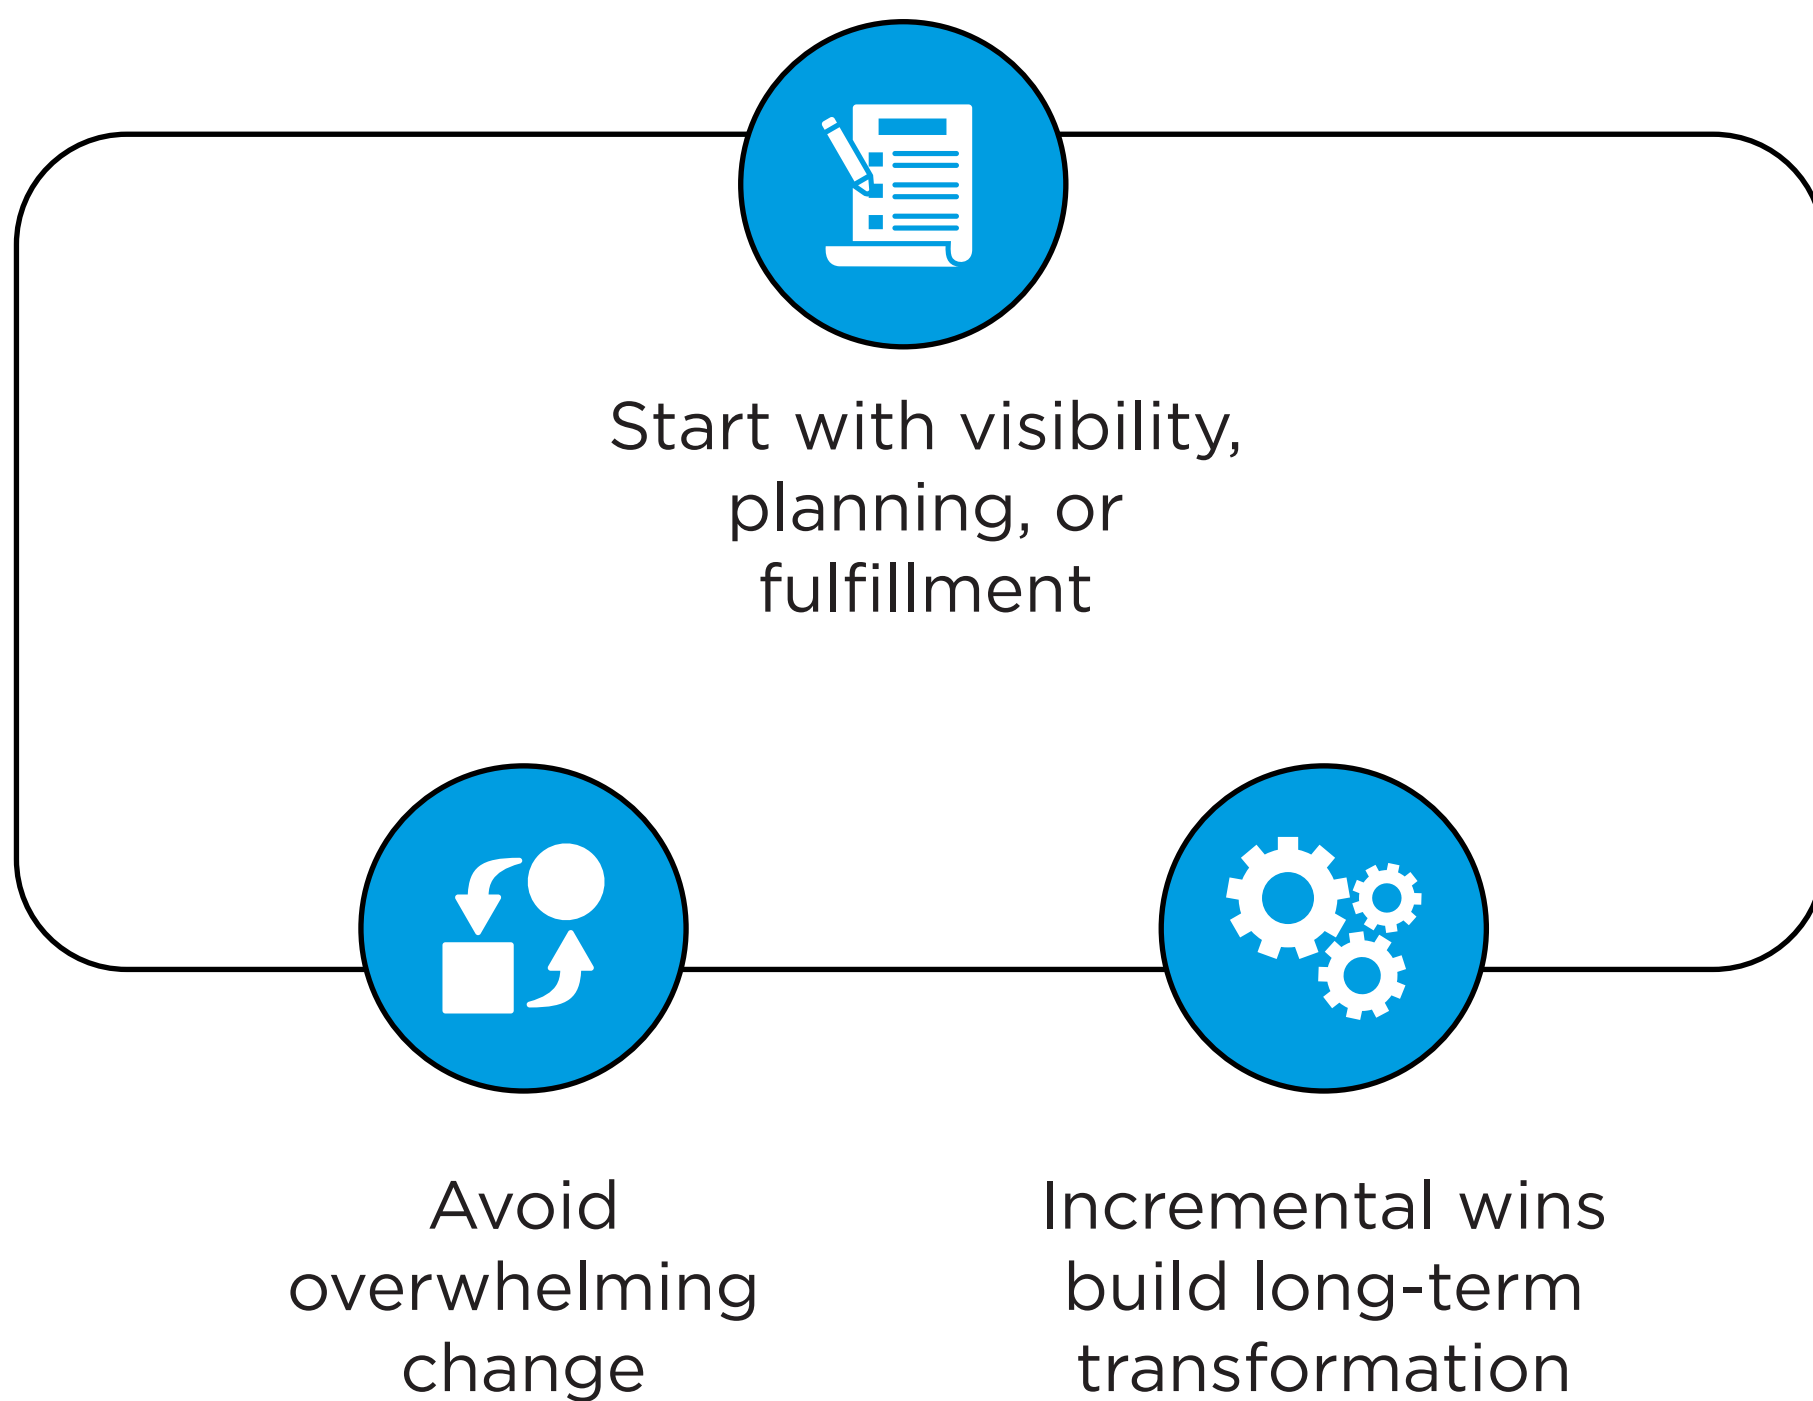 Start with visibility,
planning, or
fulfillment
Avoid
overwhelming
change
Incremental wins
build long-term
transformation